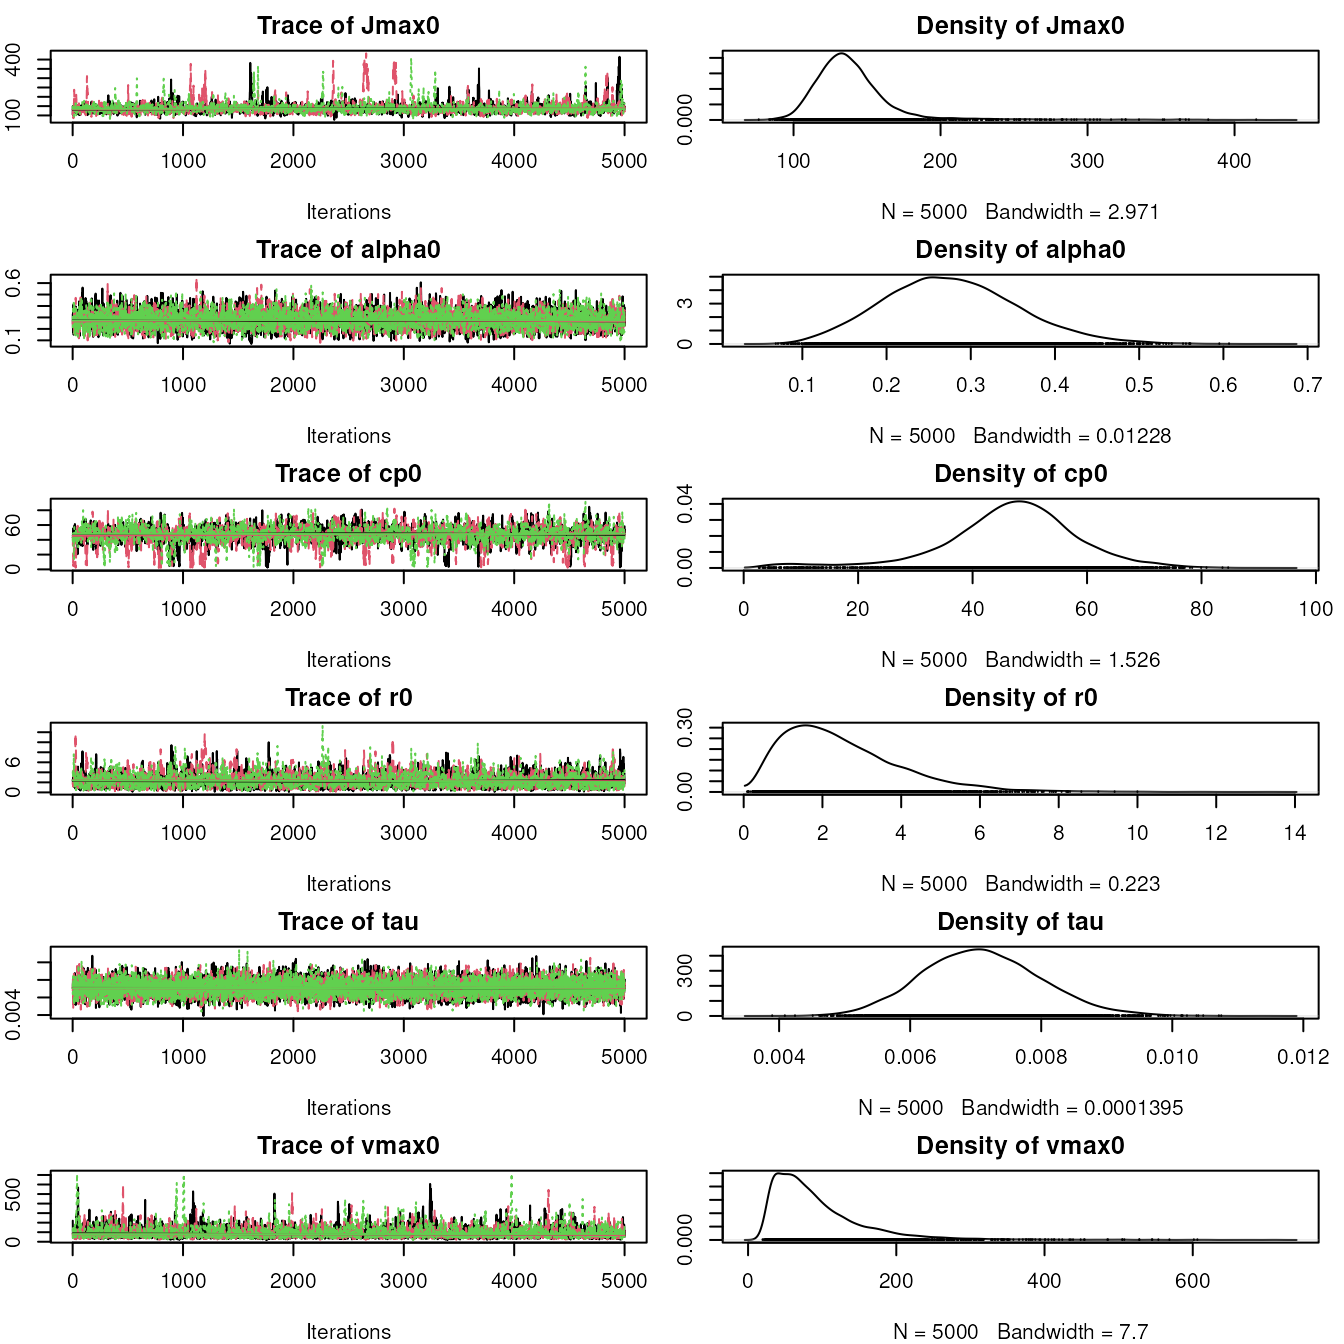 Trace of Jmax0
Density of Jmax0
100 400
0.000
0 1000 2000 3000 4000 5000
100 200 300 400
Iterations
N = 5000 Bandwidth = 2.971
Trace of alpha0
Density of alpha0
0.1 0.6
0 3
0 1000 2000 3000 4000 5000
0.1 0.2 0.3 0.4 0.5 0.6 0.7
Iterations
N = 5000 Bandwidth = 0.01228
Trace of cp0
Density of cp0
0 60
0.00 0.04
0 1000 2000 3000 4000 5000
0 20 40 60 80 100
Iterations
N = 5000 Bandwidth = 1.526
Trace of r0
Density of r0
0 6
0.00 0.30
0 1000 2000 3000 4000 5000
0 2 4 6 8 10 12 14
Iterations
N = 5000 Bandwidth = 0.223
Trace of tau
Density of tau
0.004
0 300
0 1000 2000 3000 4000 5000
0.004 0.006 0.008 0.010 0.012
Iterations
N = 5000 Bandwidth = 0.0001395
Trace of vmax0
Density of vmax0
0 500
0.000
0 1000 2000 3000 4000 5000
0 200 400 600
Iterations
N = 5000 Bandwidth = 7.7